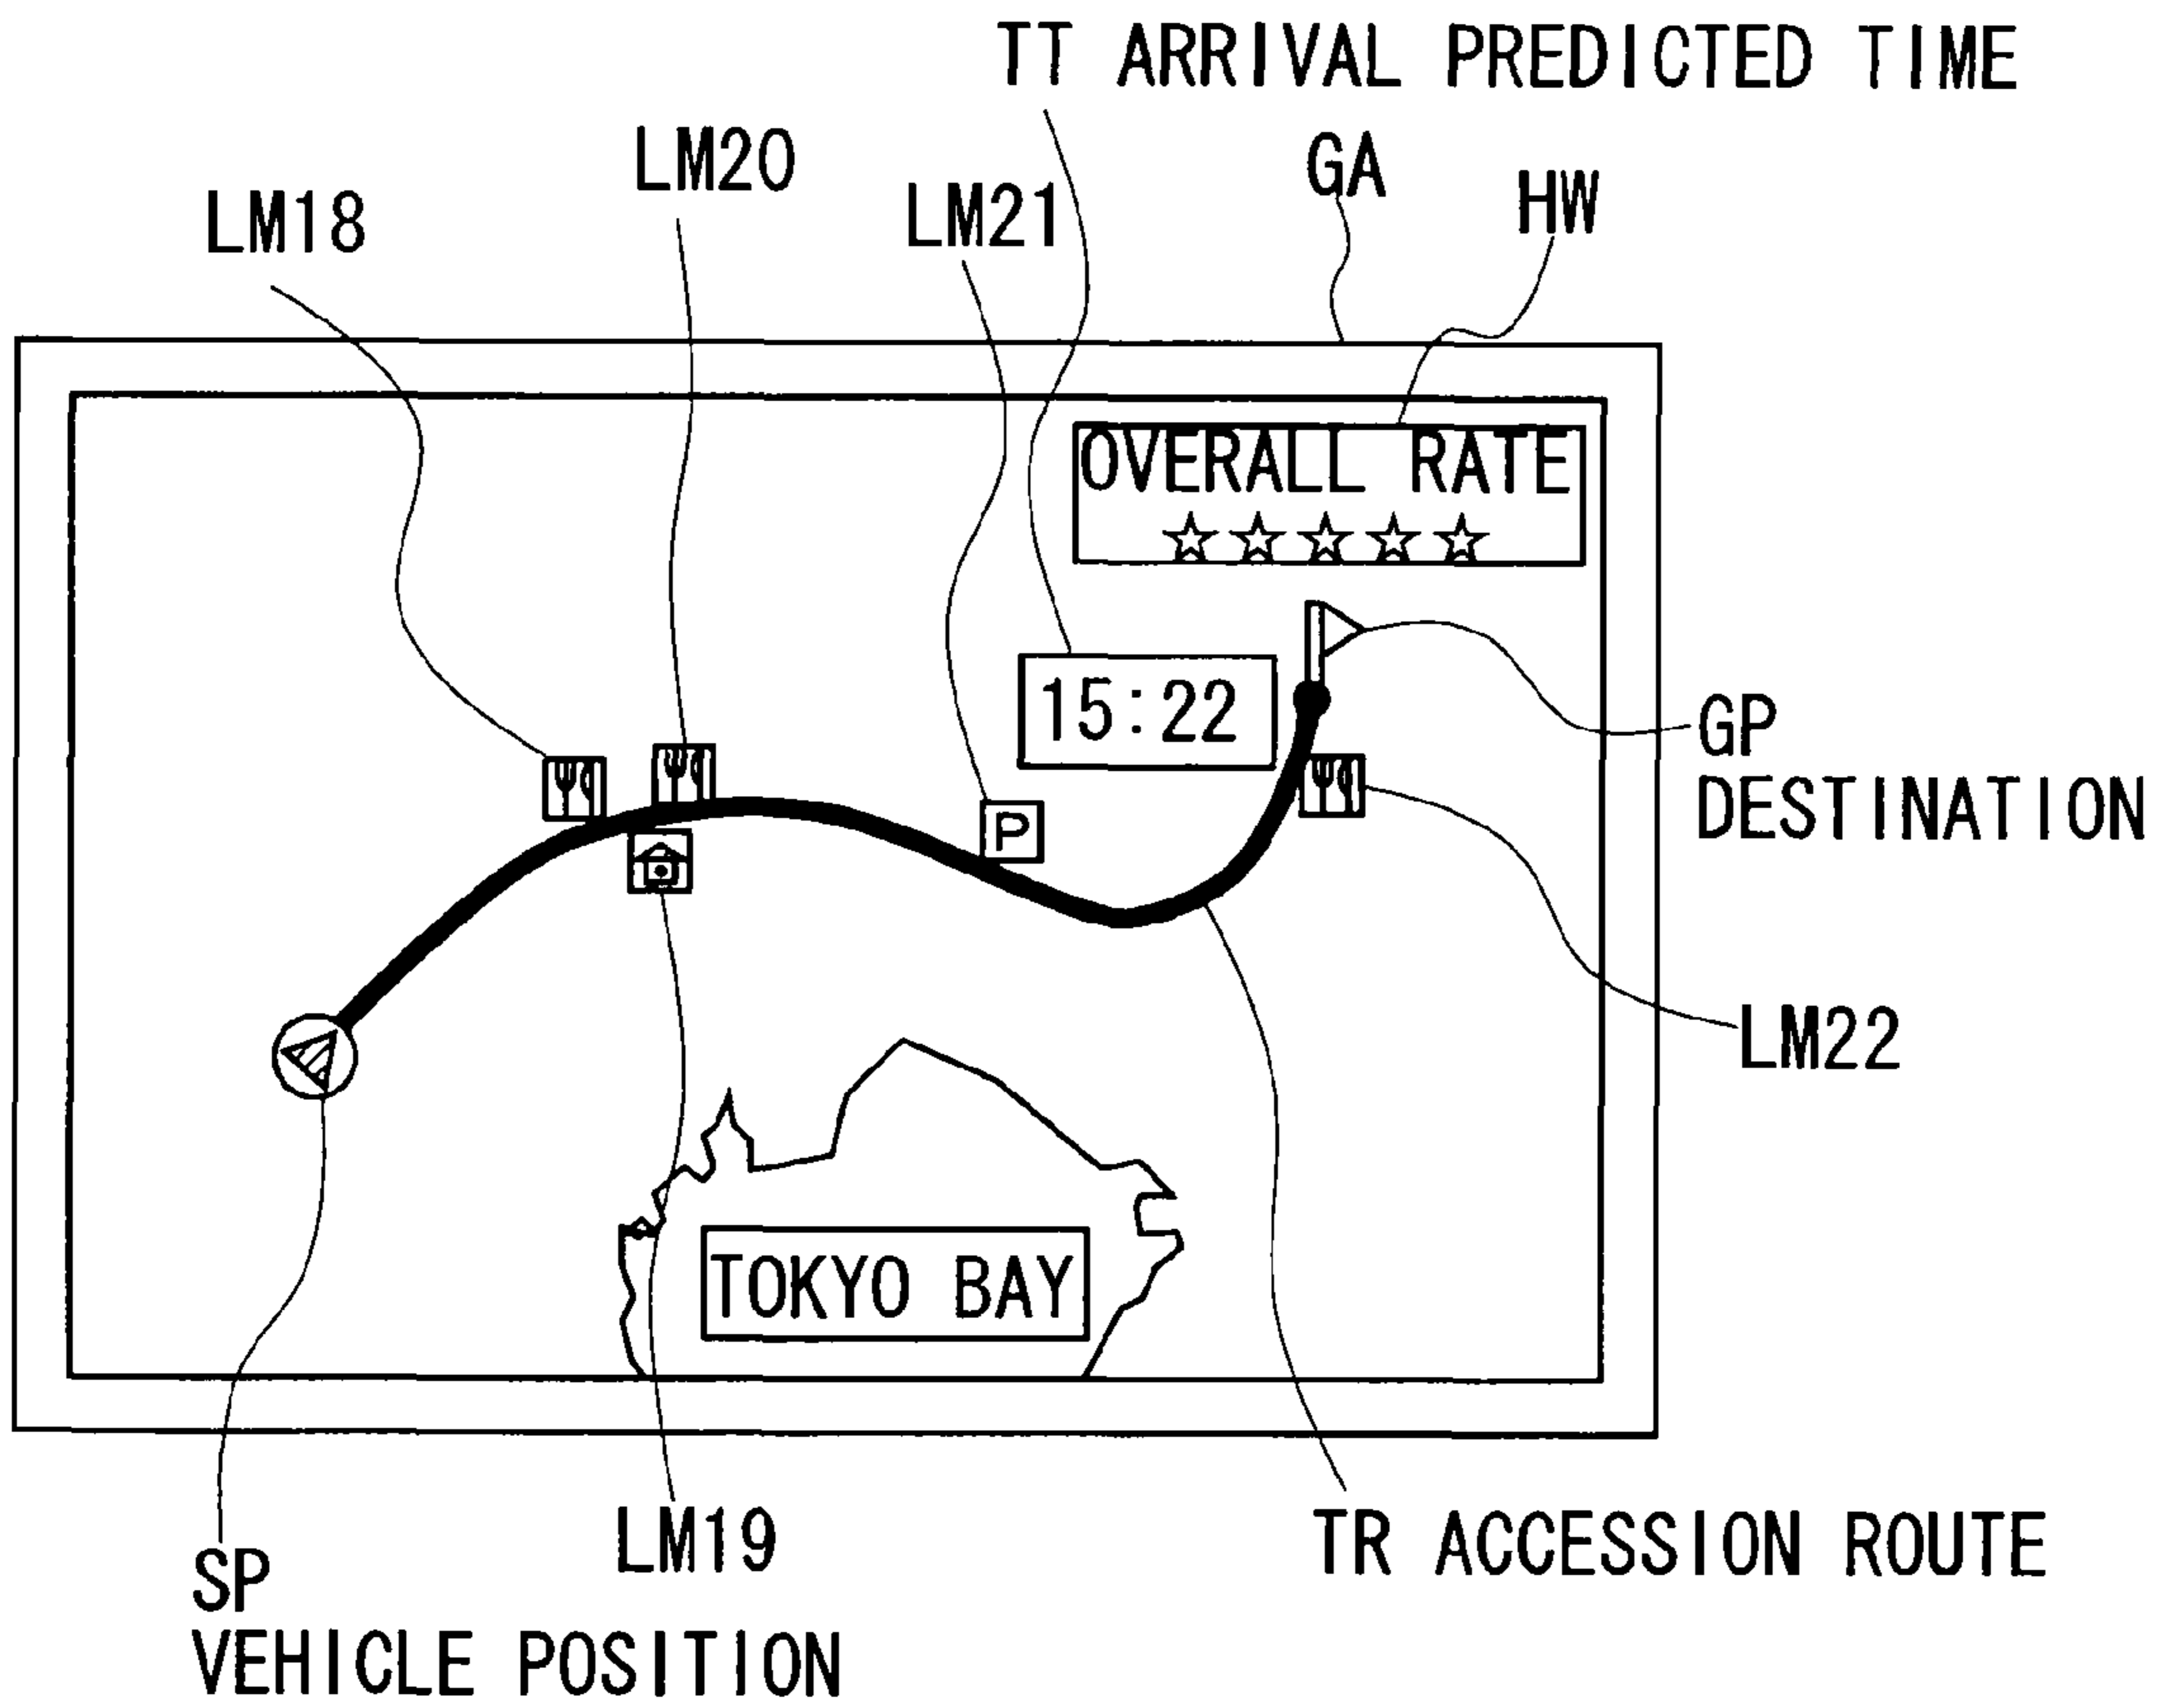 TT ARRIVAL PREDICTED TIME
LM20
GA
HW
LM18
LM21
OVERALL RATE
15:22
GP
DESTINATION
P
LM22
TOKYO BAY
LM19
TR ACCESSION ROUTE
SP
VEHICLE POSITION